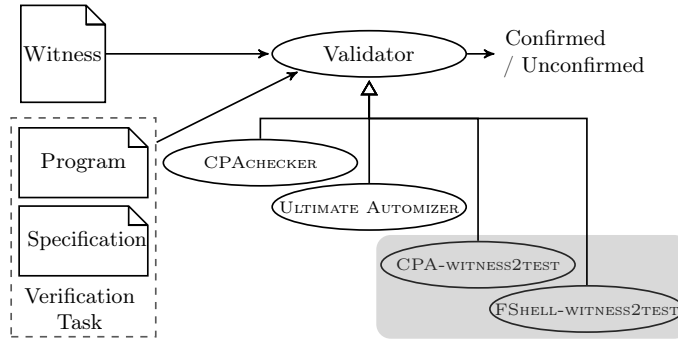 Witness
Validator
Confirmed
/ Unconfirmed
Program
CPAchecker
Ultimate Automizer
Specification
CPA-witness2test
Verification
Task
FShell-witness2test